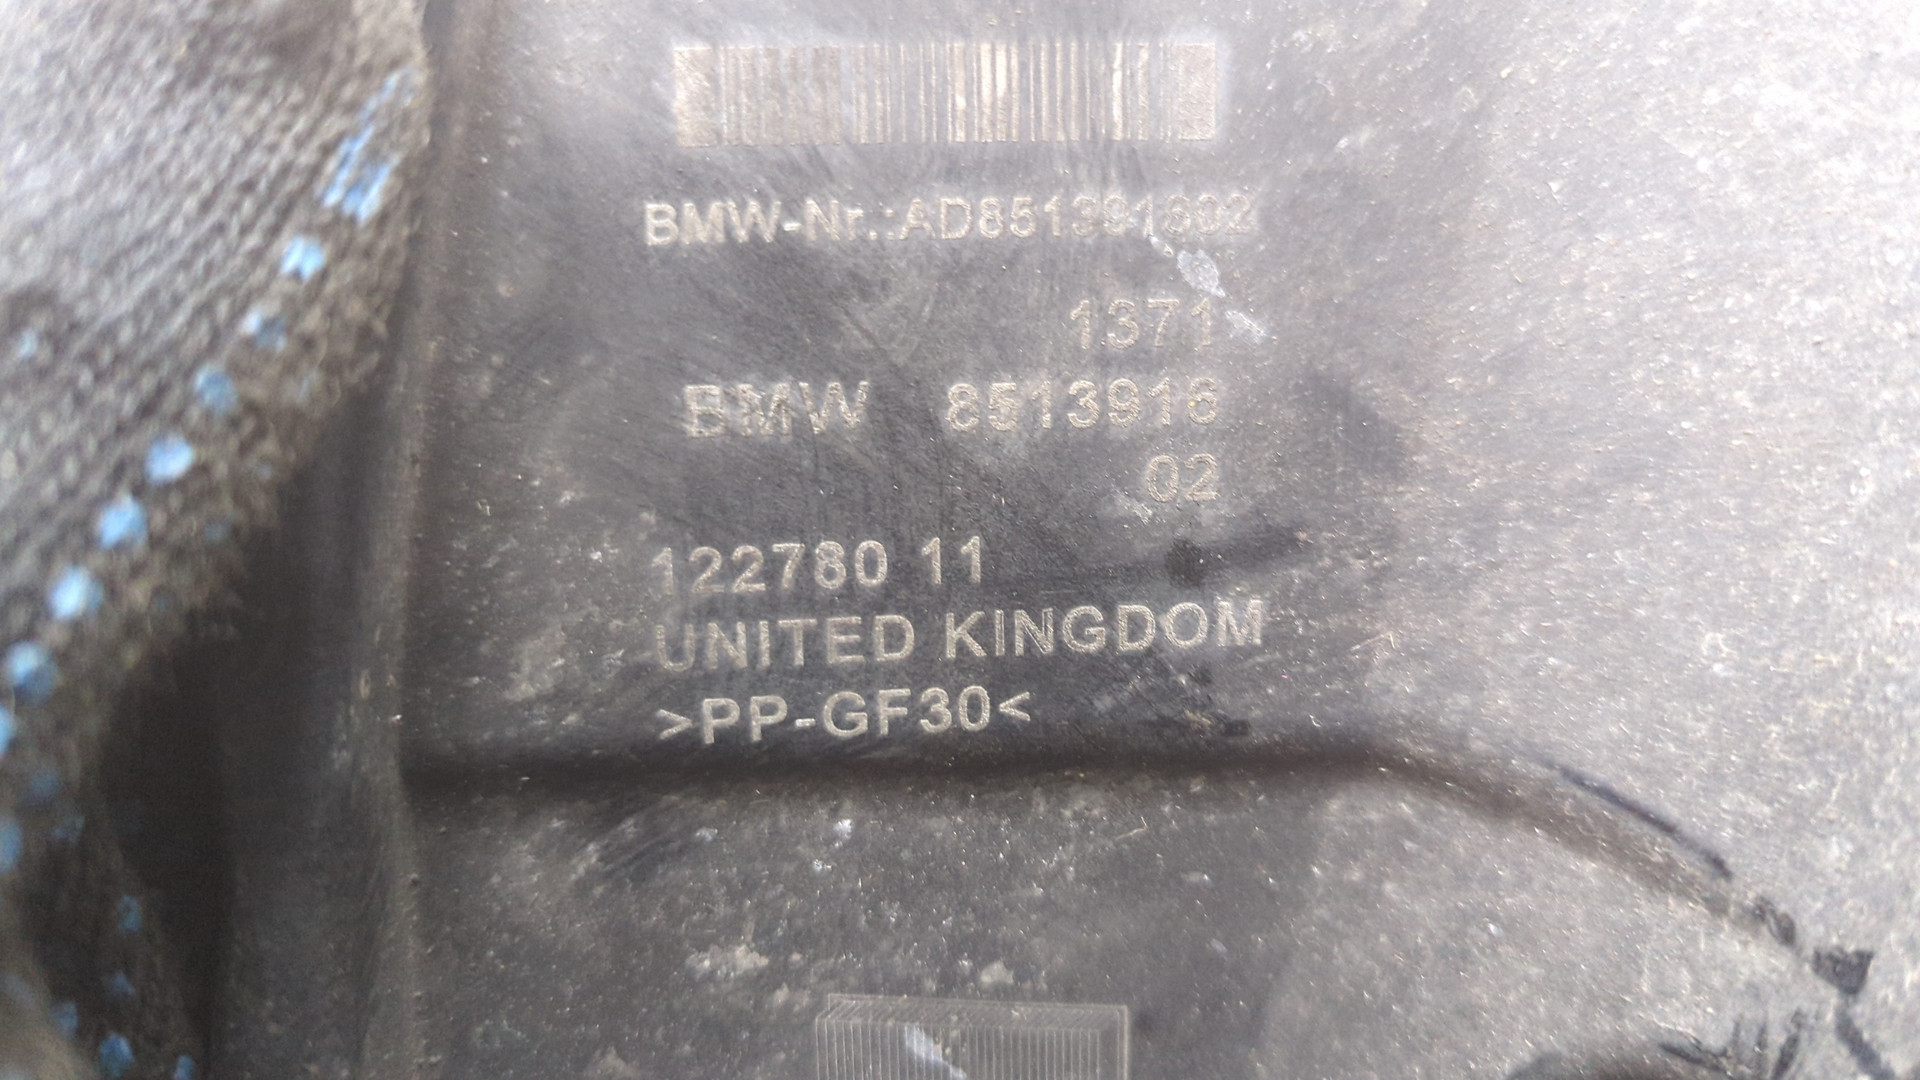 BMW-Nr.:AD851391602
1371
BMW 8513916
02
122780 11
UNITED KINGDOM
>PP-GF30<